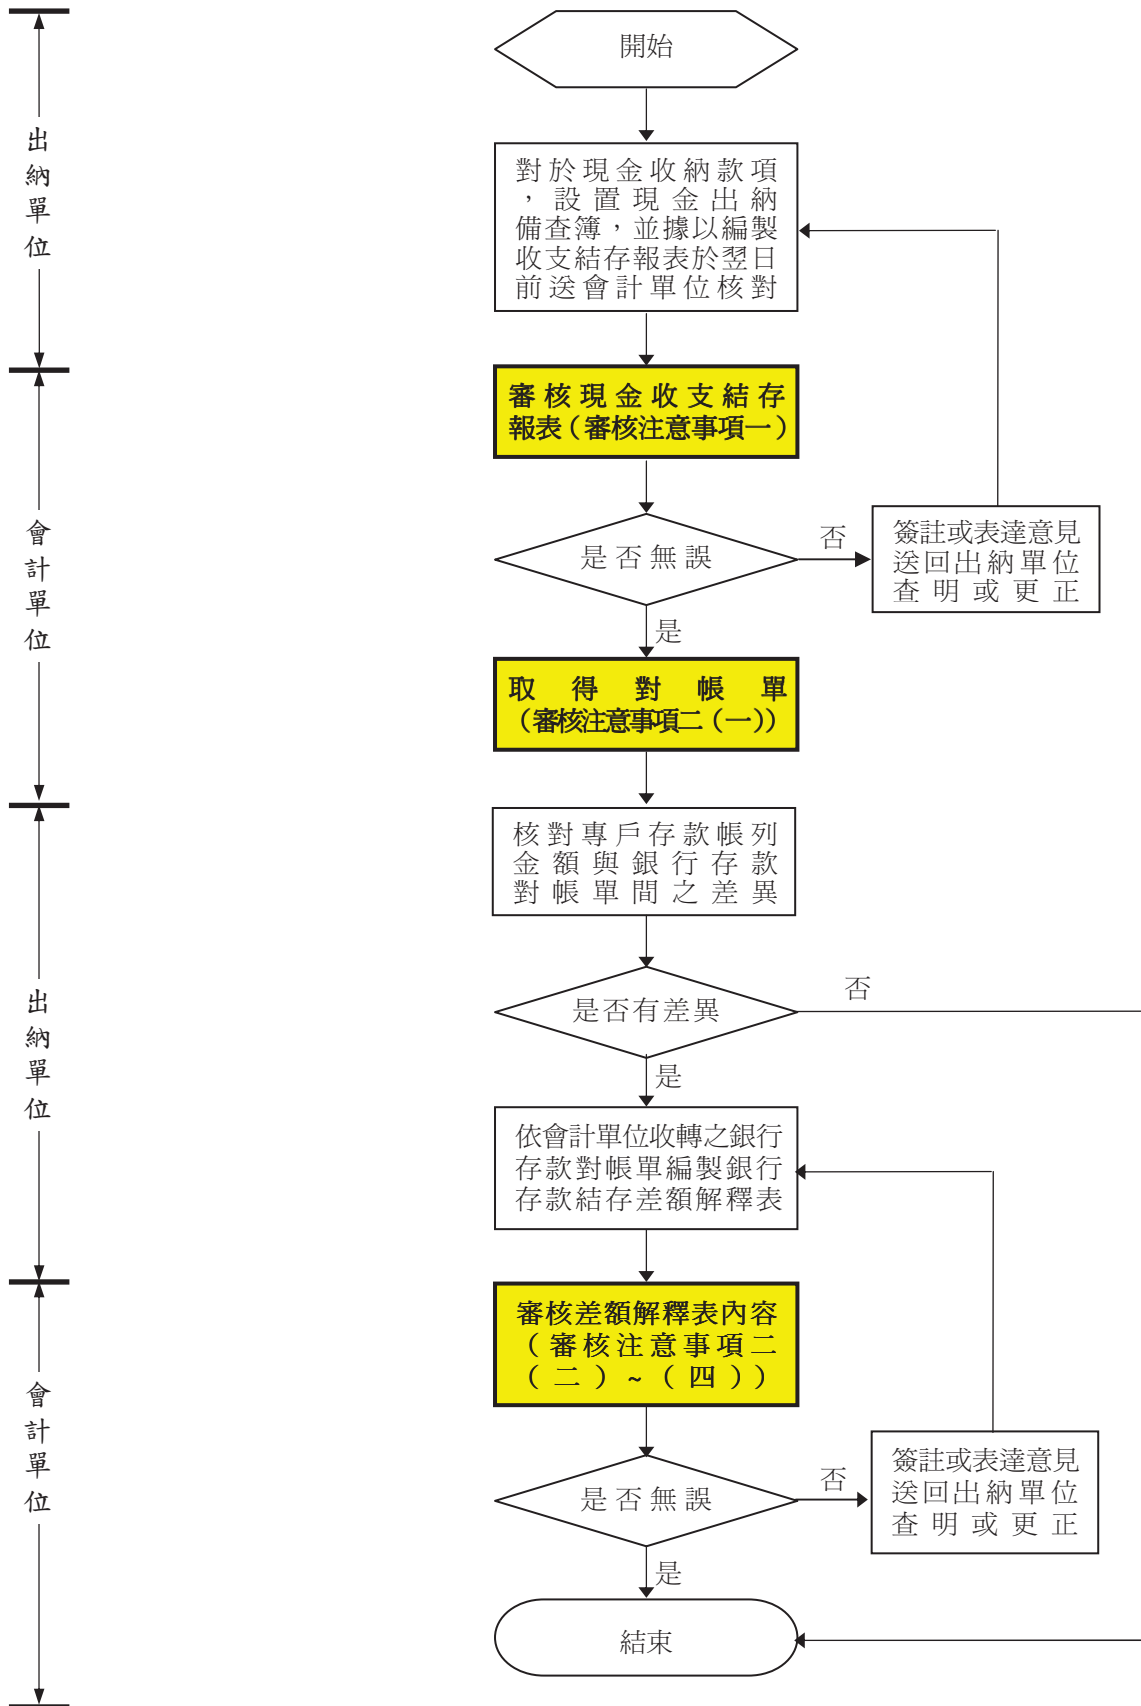 開始
出納單位
對於現金收納款項
，設置現金出納
備查簿，並據以編製
收支結存報表於翌日
前送會計單位核對
審核現金收支結存
報表（審核注意事項一）
會計單位
是否無誤
否
簽註或表達意見
送回出納單位
查明或更正
是
取得對帳單
（審核注意事項二（一））
出納單位
核對專戶存款帳列
金額與銀行存款
對帳單間之差異
是否有差異
否
是
依會計單位收轉之銀行
存款對帳單編製銀行
存款結存差額解釋表
會計單位
審核差額解釋表內容
（審核注意事項二
（二）~（四））
是否無誤
否
簽註或表達意見
送回出納單位
查明或更正
是
結束